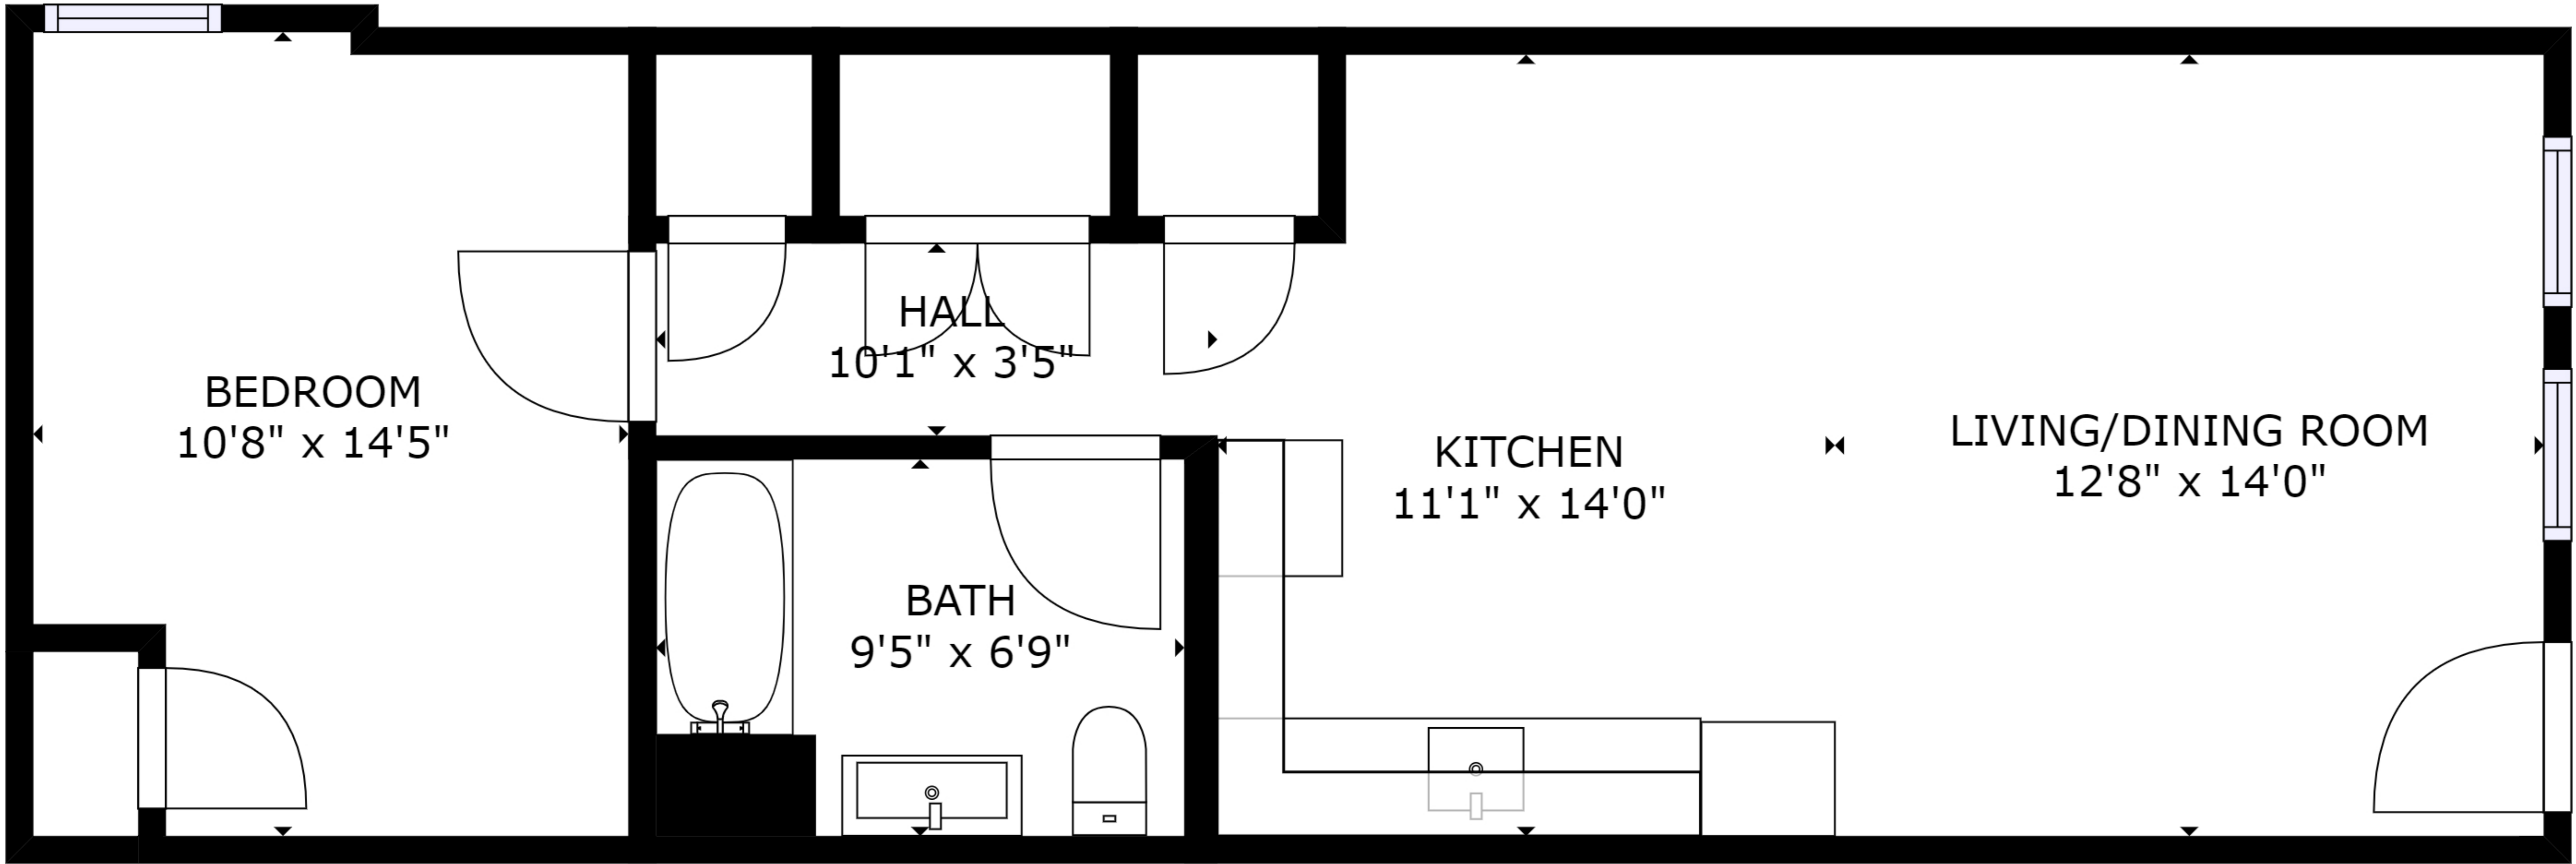 HALL
10'1" x 3'5"
BEDROOM
10'8" x 14'5"
KITCHEN
11'1" x 14'0"
LIVING/DINING ROOM
12'8" x 14'0"
BATH
9'5" x 6'9"